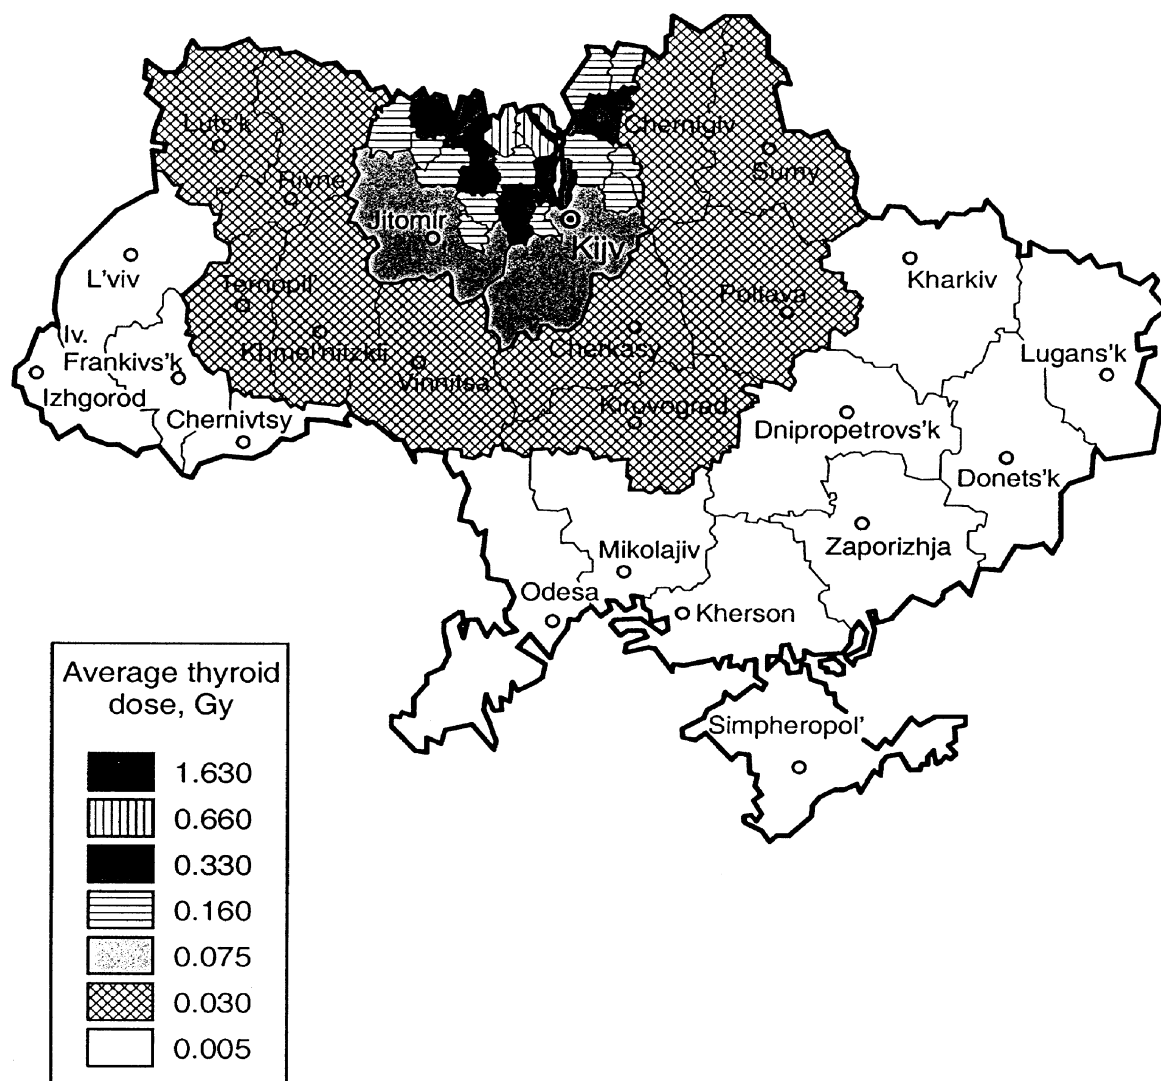 Luts'k
Rivne
Chernigiv
Sumy
Jitomir
Kijv
L'viv
Ternopil
Kharkiv
Poltava
Iv.
Frankivs'k
Khmernitzkij
Vinnitsa
Cherkasy
Lugans'k
Izhgorod
Chernivtsy
Kirovograd
Dnipropetrovs'k
Donets'k
Mikolajiv
Zaporizhja
Odesa
Kherson
Simpheropol'
Average thyroid
dose, Gy
1.630
0.660
0.330
0.160
0.075
0.030
0.005